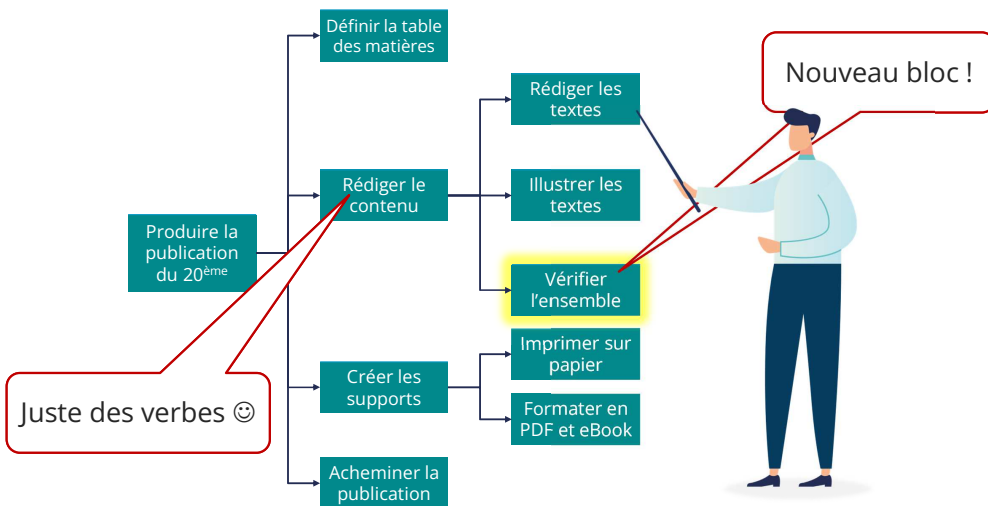 Définir la table
des matières
Nouveau bloc !
Rédiger les
textes
Rédiger le
contenu
Illustrer les
textes
Produire la
publication
du 20ème
Vérifier
l'ensemble
Imprimer sur
papier
Juste des verbes ☺
Créer les
supports
Formater en
PDF et eBook
Acheminer la
publication